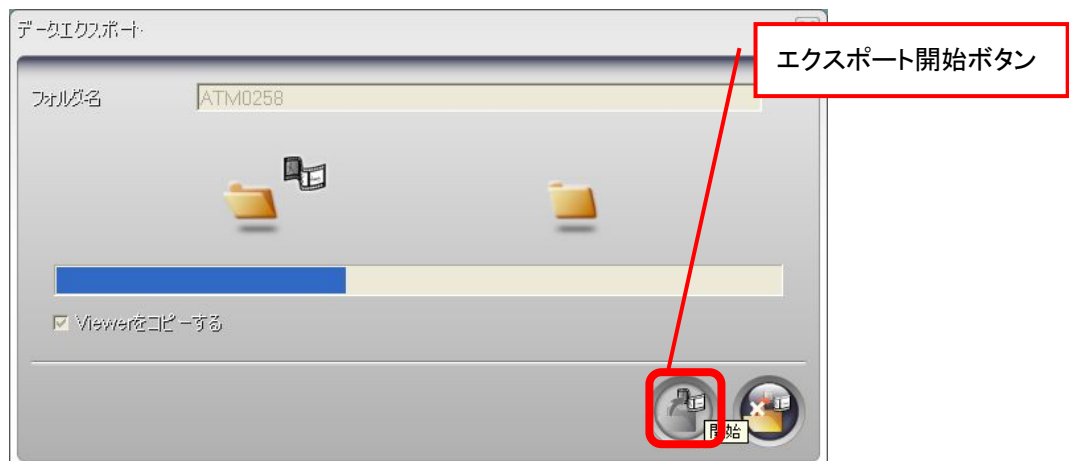 データエクスポート
エクスポート開始ボタン
フォルダ名
ATM0258
Viewerをコピーする
開始